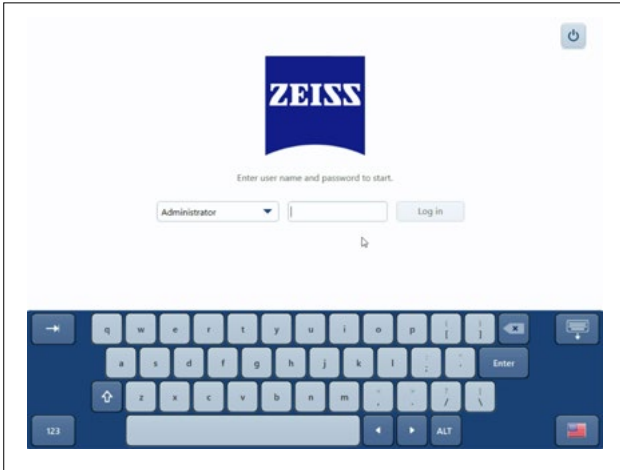 ZEISS
Enter user name and password to start.
Administrator
Log in
q w e r t y u i o p { [ } ]
a s d f g h j k l : ; Enter
z x c v b n m < , > . ? / | \
123 ALT